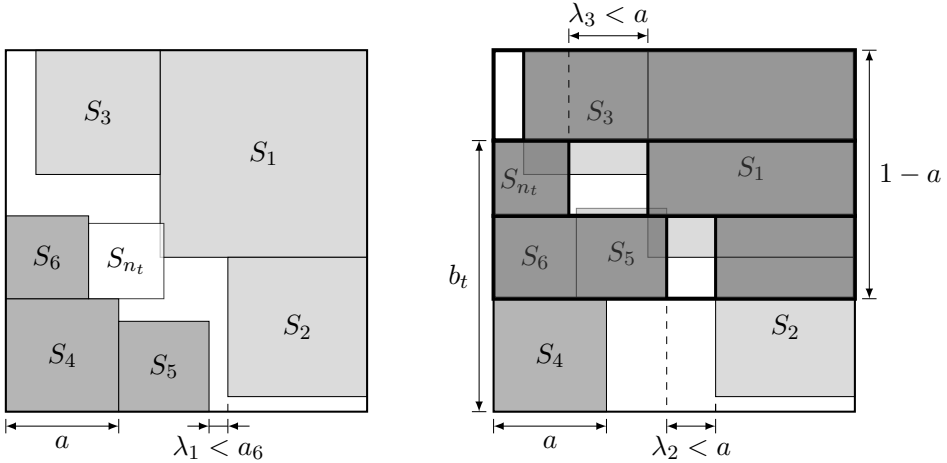 λ₃ < a
S₃
S₁
S₆
Sₙₜ
S₂
S₄
S₅
a
λ₁ < a₆
S₃
Sₙₜ
S₁
1 − a
S₆
S₅
bₜ
S₂
S₄
a
λ₂ < a